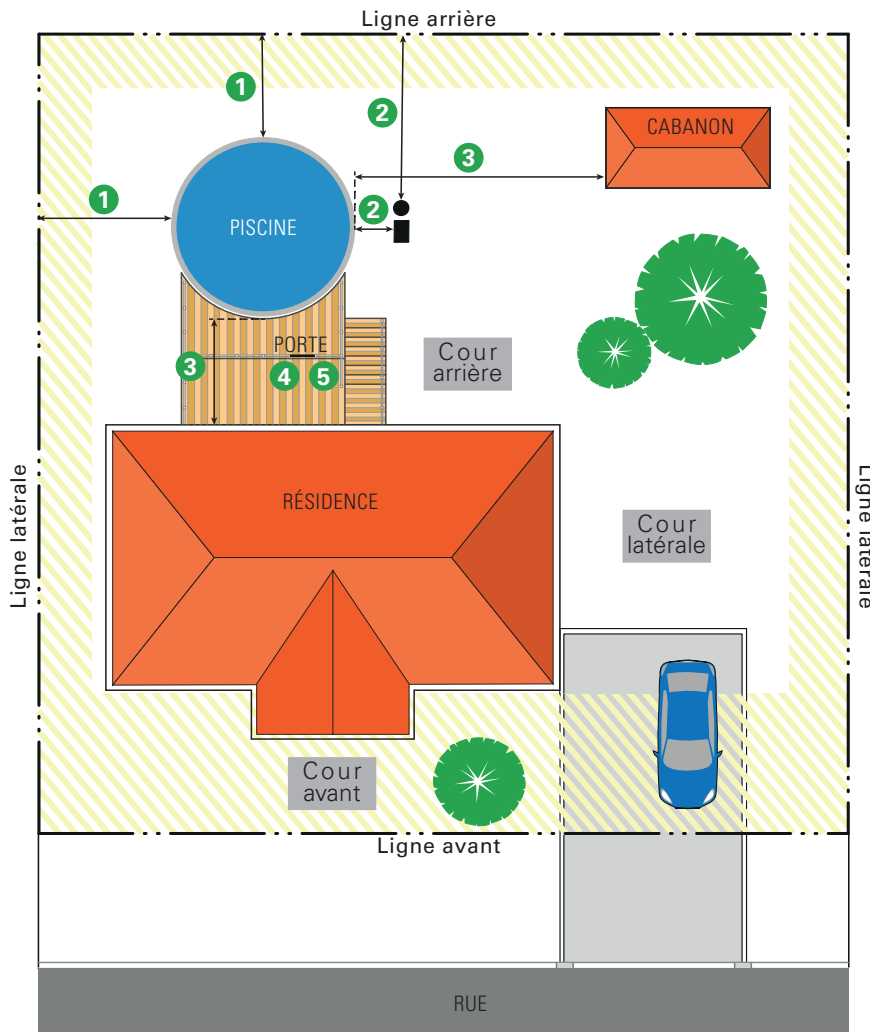 Ligne arrière
1
2
CABANON
3
1
2
PISCINE
PORTE
3
4
5
Cour
arrière
Ligne latérale
RÉSIDENCE
Cour
latérale
Ligne latérale
Cour
avant
Ligne avant
RUE